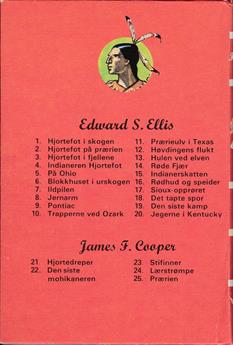 Edward S. Ellis
1. Hjortefot i skogen
2. Hjortefot på prærien
3. Hjortefot i fjellene
4. Indianeren Hjortefot
5. På Ohio
6. Blokkhuset i urskogen
7. Ildpilen
8. Jernarm
9. Pontiac
10. Trapperne ved Ozark
11. Prærieulv i Texas
12. Høvdingens flukt
13. Hulen ved elven
14. Røde Fjær
15. Indianerskatten
16. Rødhud og speider
17. Sioux-opprøret
18. Det tapte spor
19. Den siste kamp
20. Jegerne i Kentucky
James F. Cooper
21. Hjortedreper
22. Den siste
mohikaneren
23. Stifinner
24. Lærstrømpe
25. Prærien